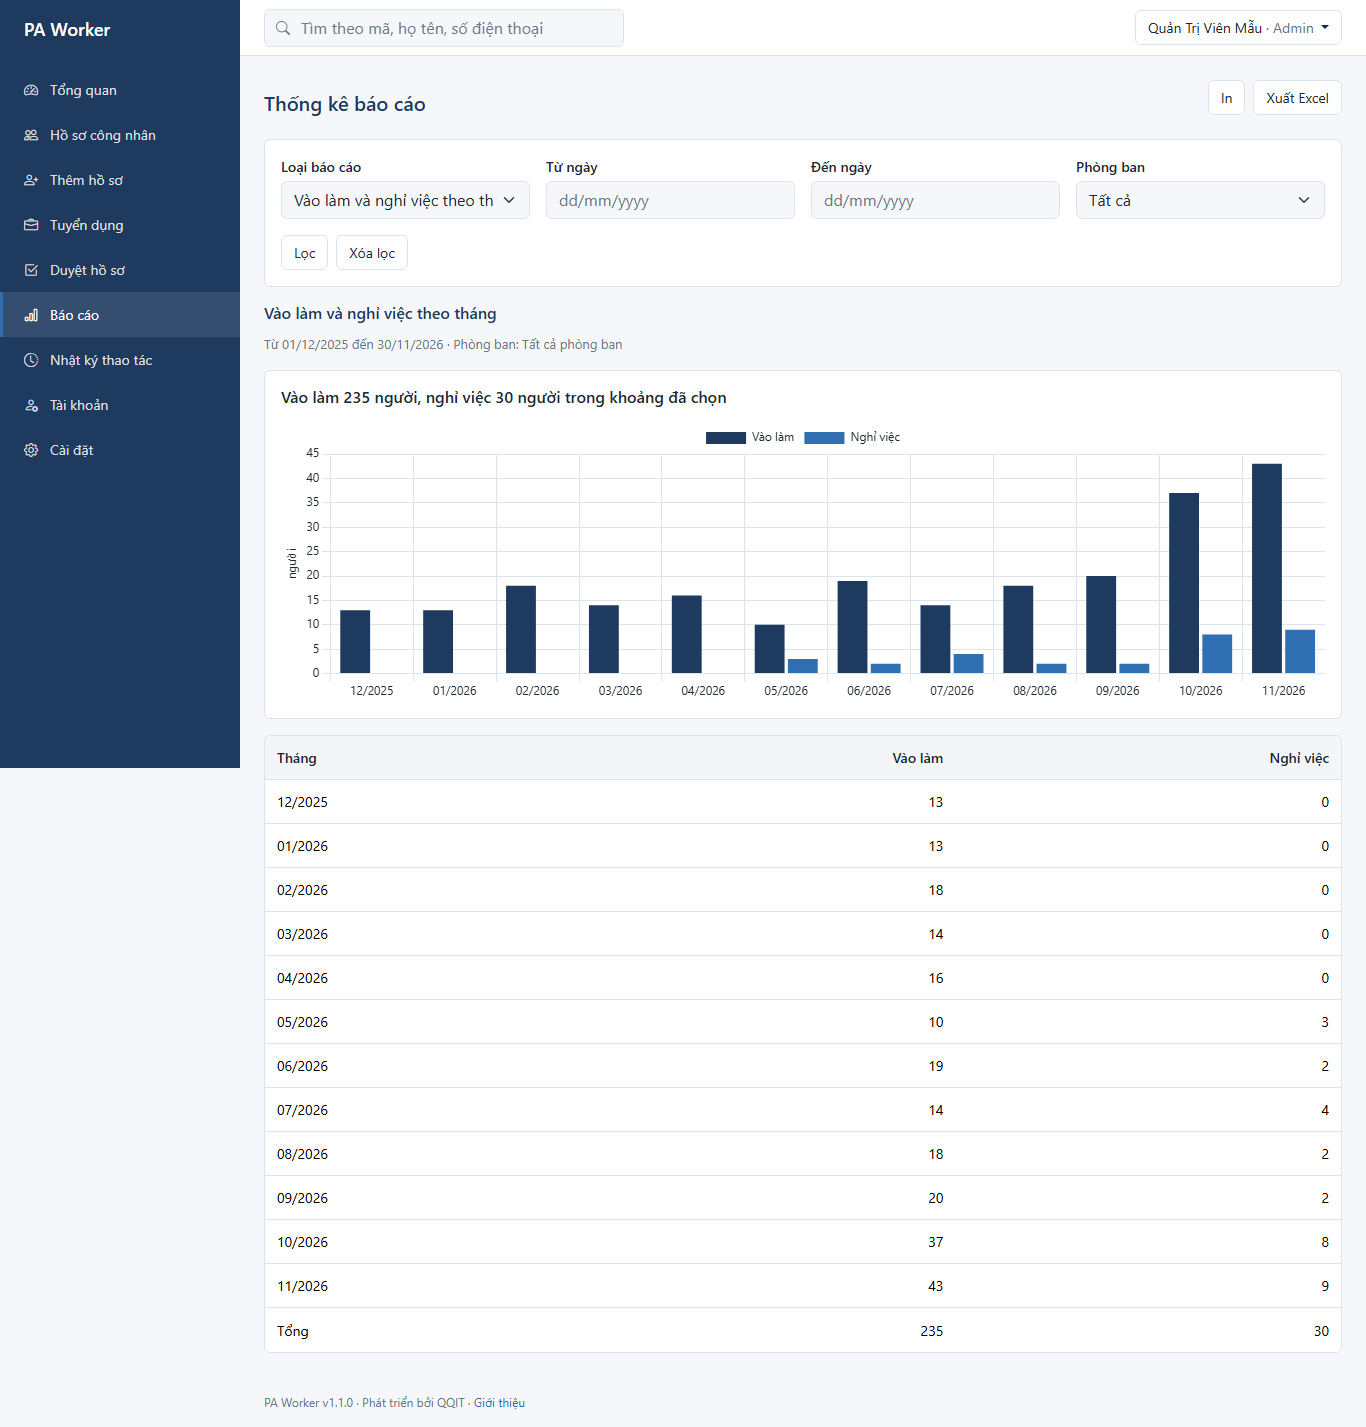 PA Worker
Tìm theo mã, họ tên, số điện thoại
Quản Trị Viên Mẫu · Admin
Tổng quan
Hồ sơ công nhân
Thêm hồ sơ
Tuyển dụng
Duyệt hồ sơ
Báo cáo
Nhật ký thao tác
Tài khoản
Cài đặt
Thống kê báo cáo
In
Xuất Excel
Loại báo cáo
Từ ngày
Đến ngày
Phòng ban
Vào làm và nghỉ việc theo th
dd/mm/yyyy
dd/mm/yyyy
Tất cả
Lọc
Xóa lọc
Vào làm và nghỉ việc theo tháng
Từ 01/12/2025 đến 30/11/2026 · Phòng ban: Tất cả phòng ban
Vào làm 235 người, nghỉ việc 30 người trong khoảng đã chọn
Vào làm
Nghỉ việc
45
40
35
30
25
20
15
10
5
0
người
12/2025
01/2026
02/2026
03/2026
04/2026
05/2026
06/2026
07/2026
08/2026
09/2026
10/2026
11/2026
Tháng Vào làm Nghỉ việc
12/2025 13 0
01/2026 13 0
02/2026 18 0
03/2026 14 0
04/2026 16 0
05/2026 10 3
06/2026 19 2
07/2026 14 4
08/2026 18 2
09/2026 20 2
10/2026 37 8
11/2026 43 9
Tổng 235 30
PA Worker v1.1.0 · Phát triển bởi QQIT · Giới thiệu